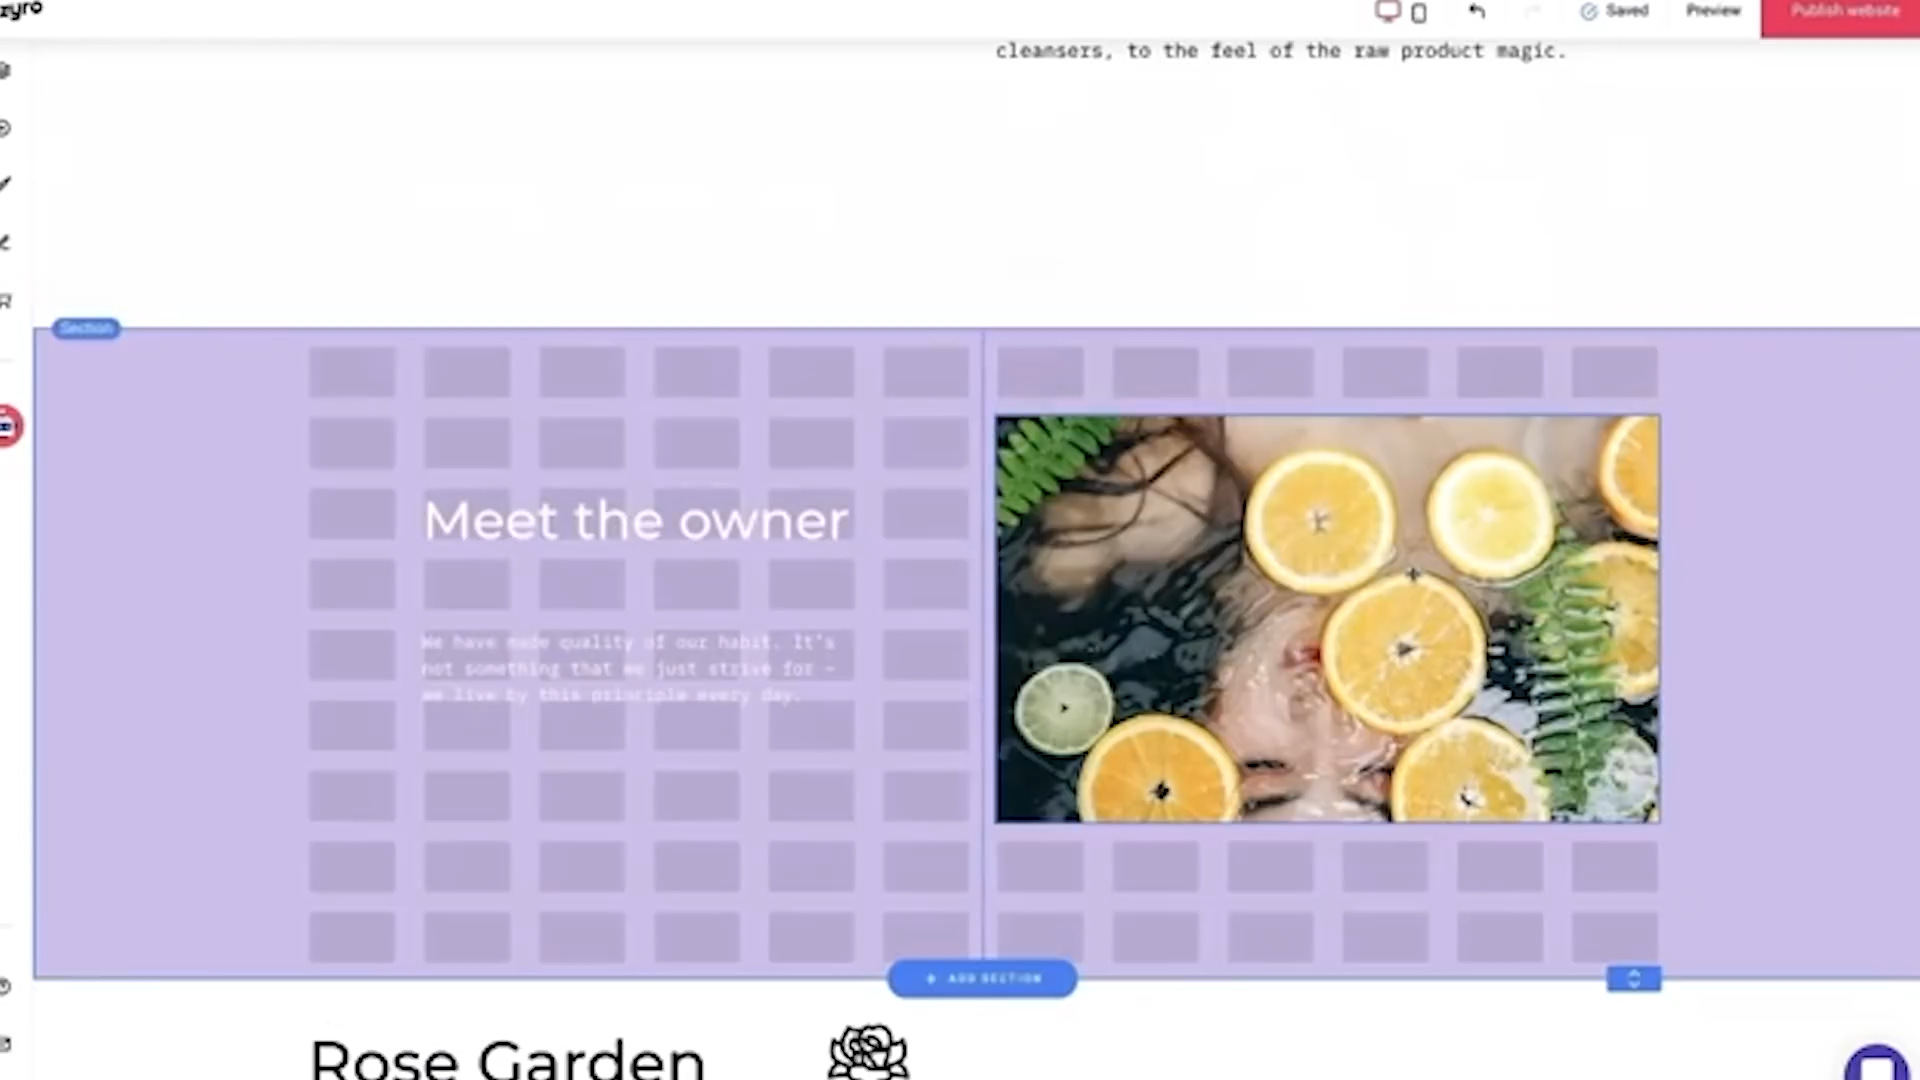 zyro
Saved
Preview
Publish website
cleansers, to the feel of the raw product magic.
Section
Meet the owner
We have made quality of our habit. It's
not something that we just strive for –
we live by this principle every day.
+ ADD SECTION
Rose Garden